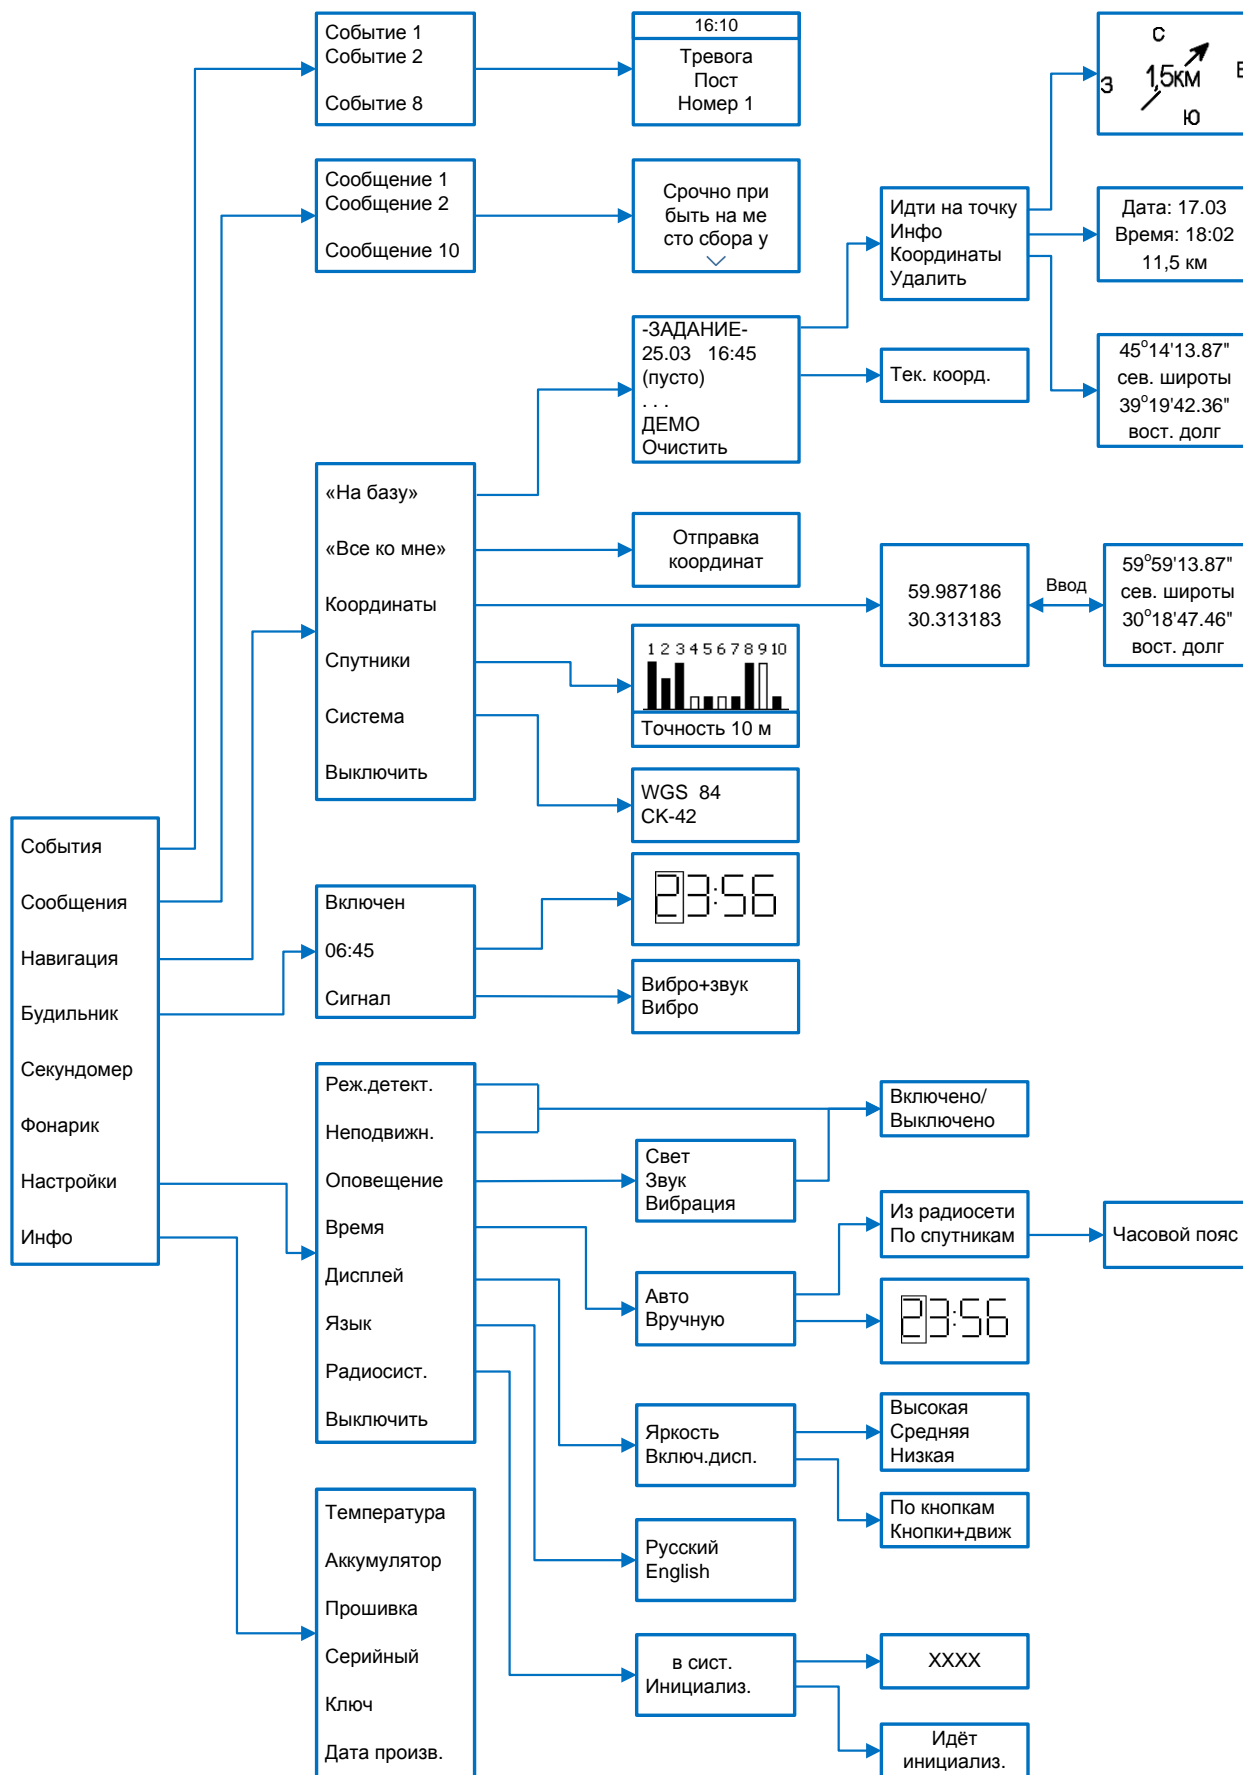 Событие 1
Событие 2
Событие 8
16:10
Тревога
Пост
Номер 1
С
З
1,5км
Ю
Сообщение 1
Сообщение 2
Сообщение 10
Срочно при
быть на ме
сто сбора у
Идти на точку
Инфо
Координаты
Удалить
Дата: 17.03
Время: 18:02
11,5 км
-ЗАДАНИЕ-
25.03 16:45
(пусто)
. . .
ДЕМО
Очистить
Тек. коорд.
45°14'13.87"
сев. широты
39°19'42.36"
вост. долг
«На базу»
«Все ко мне»
Координаты
Спутники
Система
Выключить
Отправка
координат
59.987186
30.313183
Ввод
59°59'13.87"
сев. широты
30°18'47.46"
вост. долг
1 2 3 4 5 6 7 8 9 10
Точность 10 м
WGS 84
СК-42
События
Сообщения
Навигация
Будильник
Секундомер
Фонарик
Настройки
Инфо
Включен
06:45
Сигнал
23:56
Вибро+звук
Вибро
Реж.детект.
Неподвижн.
Оповещение
Время
Дисплей
Язык
Радиосист.
Выключить
Включено/
Выключено
Свет
Звук
Вибрация
Из радиосети
По спутникам
Часовой пояс
Авто
Вручную
23:56
Яркость
Включ.дисп.
Высокая
Средняя
Низкая
По кнопкам
Кнопки+движ
Русский
English
в сист.
Инициализ.
XXXX
Идёт
инициализ.
Температура
Аккумулятор
Прошивка
Серийный
Ключ
Дата произв.